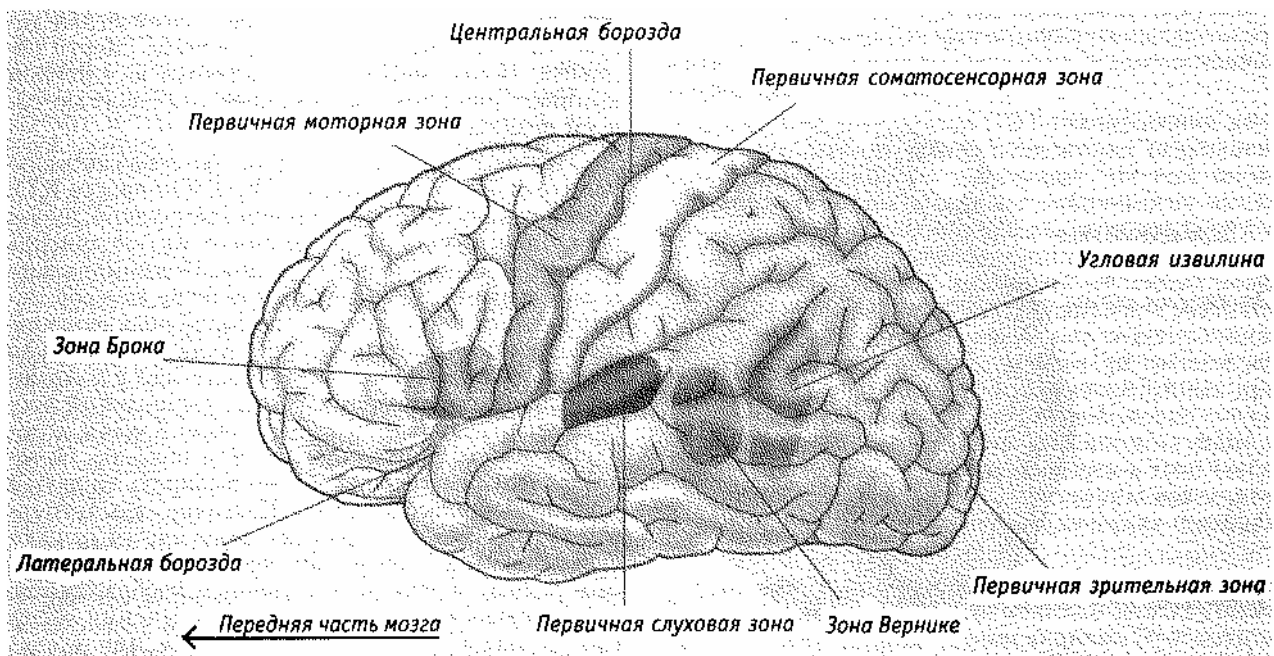 Центральная борозда
Первичная соматосенсорная зона
Первичная моторная зона
Угловая извилина
Зона Брока
Латеральная борозда
Первичная зрительная зона
Передняя часть мозга
Первичная слуховая зона
Зона Вернике